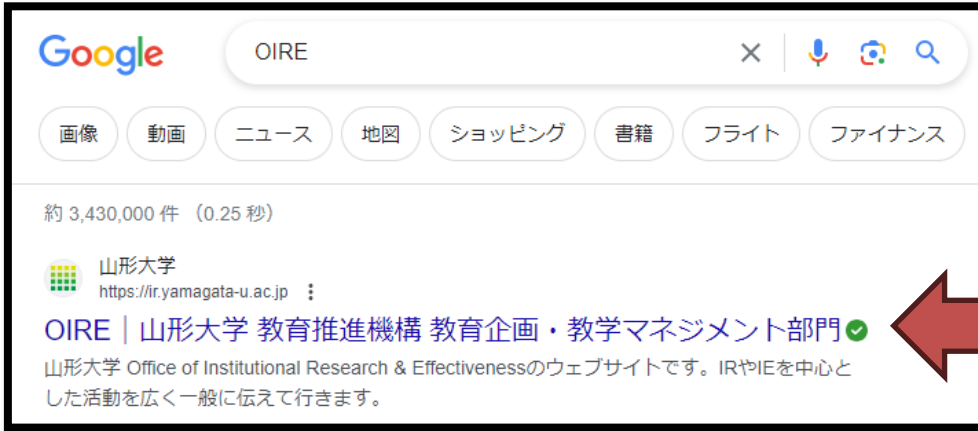 Google OIRE
画像 動画 ニュース 地図 ショッピング 書籍 フライト ファイナンス
約 3,430,000 件 （0.25 秒）
山形大学
https://ir.yamagata-u.ac.jp
OIRE｜山形大学 教育推進機構 教育企画・教学マネジメント部門
山形大学 Office of Institutional Research & Effectivenessのウェブサイトです。IRやIEを中心と
した活動を広く一般に伝えて行きます。